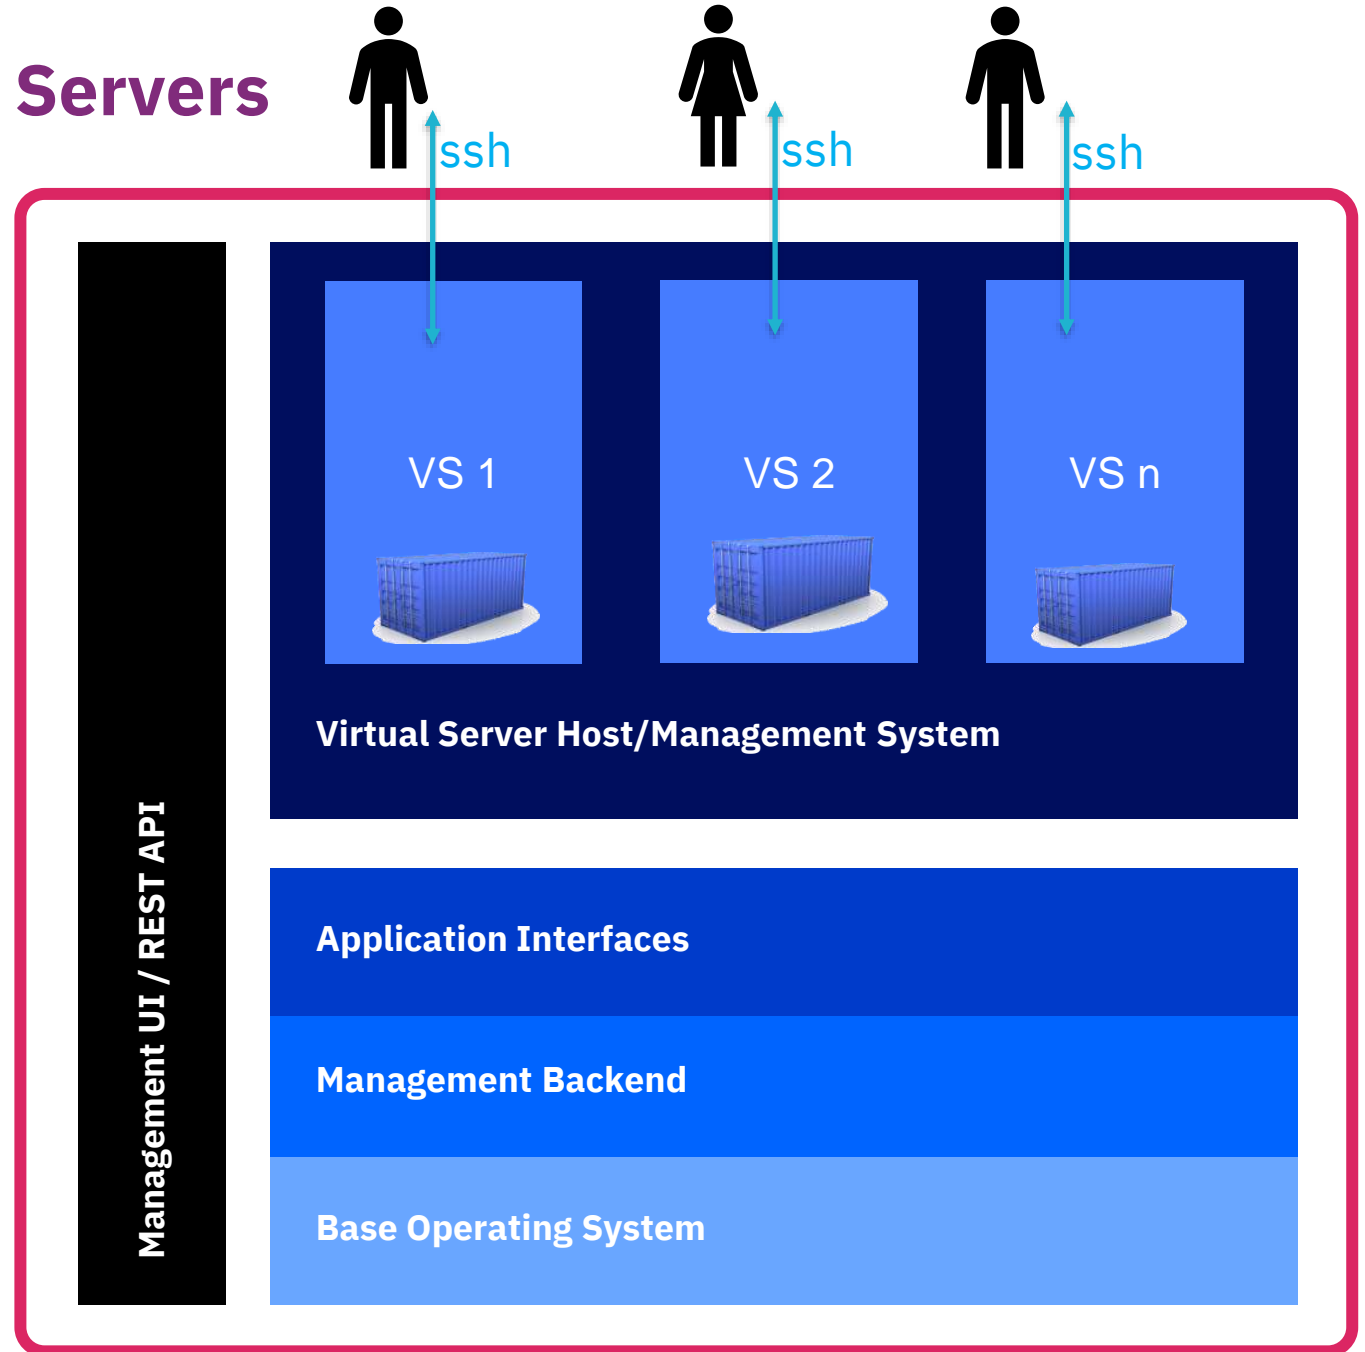 Servers
ssh
ssh
ssh
VS 1
VS 2
VS n
Virtual Server Host/Management System
Management UI / REST API
Application Interfaces
Management Backend
Base Operating System